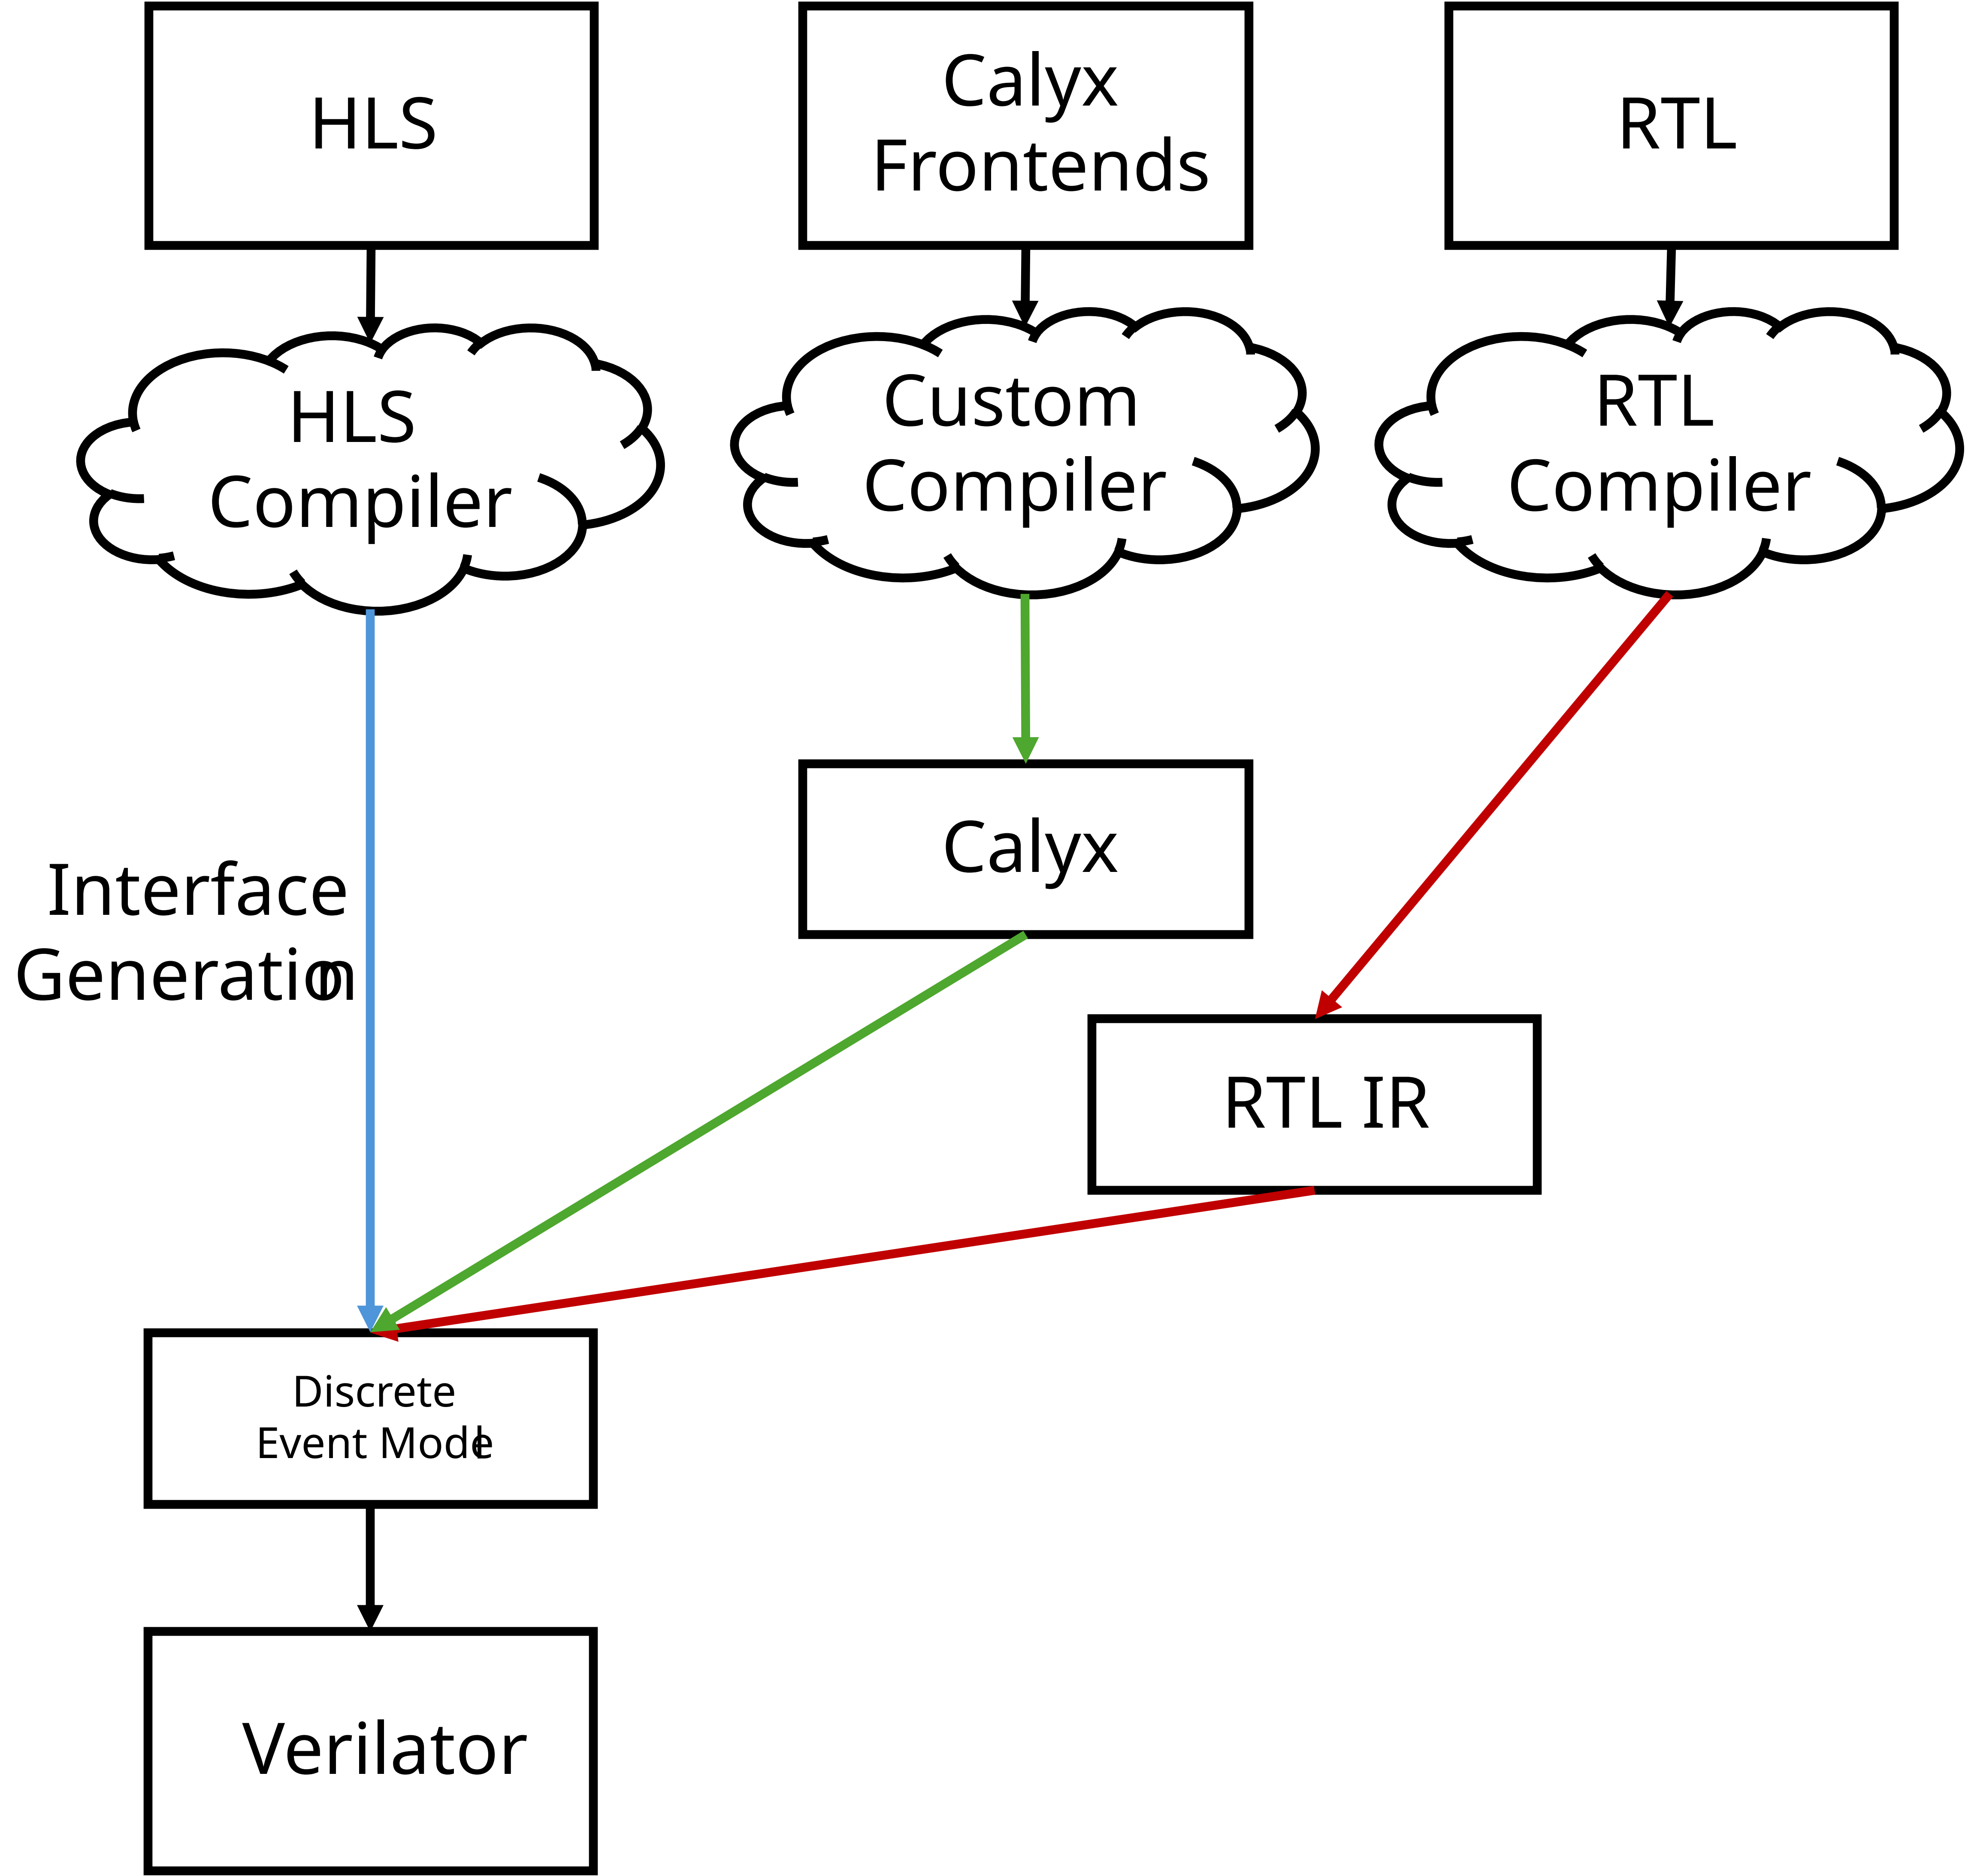 HLS
Calyx
Frontends
RTL
HLS
Compiler
Custom
Compiler
RTL
Compiler
Calyx
Interface
Generation
RTL IR
Discrete
Event Model
Verilator